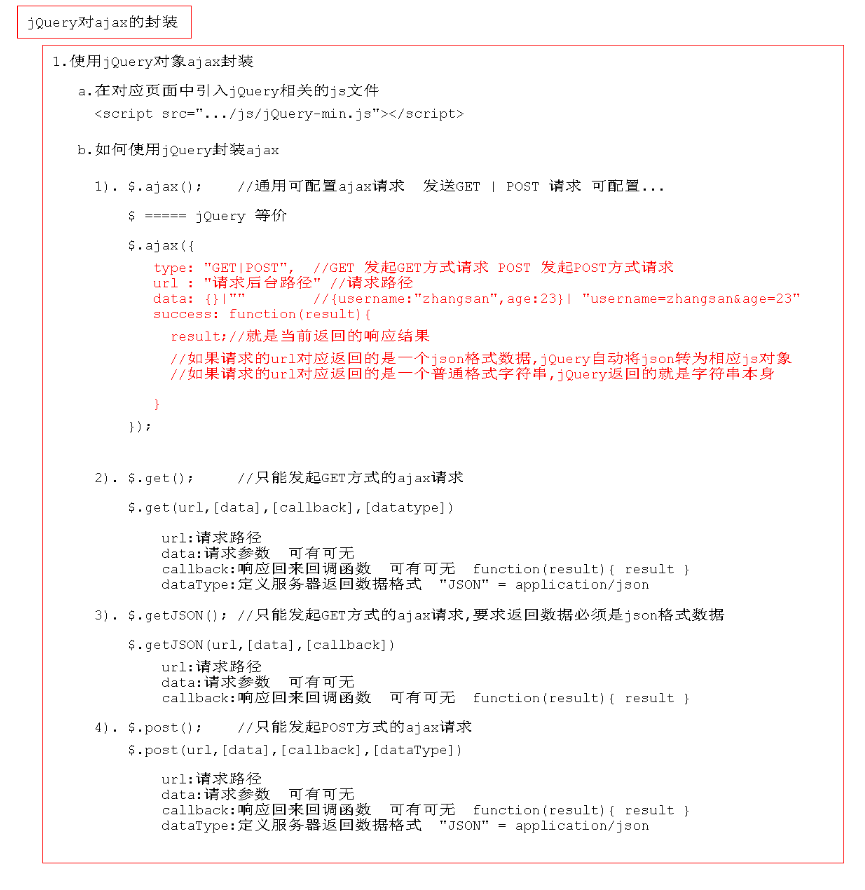 jQuery对ajax的封装
1.使用jQuery对象ajax封装
a.在对应页面中引入jQuery相关的js文件
<script src=".../js/jQuery-min.js"></script>
b.如何使用jQuery封装ajax
1). $.ajax(); //通用可配置ajax请求 发送GET | POST 请求 可配置...
$ ===== jQuery 等价
$.ajax({
type: "GET|POST", //GET 发起GET方式请求 POST 发起POST方式请求
url : "请求后台路径" //请求路径
data: {}|"" //{username:"zhangsan",age:23}| "username=zhangsan&age=23"
success: function(result){
result;//就是当前返回的响应结果
//如果请求的url对应返回的是一个json格式数据,jQuery自动将json转为相应js对象
//如果请求的url对应返回的是一个普通格式字符串,jQuery返回的就是字符串本身
}
});
2). $.get(); //只能发起GET方式的ajax请求
$.get(url,[data],[callback],[datatype])
url:请求路径
data:请求参数 可有可无
callback:响应回来回调函数 可有可无 function(result){ result }
dataType:定义服务器返回数据格式 "JSON" = application/json
3). $.getJSON(); //只能发起GET方式的ajax请求,要求返回数据必须是json格式数据
$.getJSON(url,[data],[callback])
url:请求路径
data:请求参数 可有可无
callback:响应回来回调函数 可有可无 function(result){ result }
4). $.post(); //只能发起POST方式的ajax请求
$.post(url,[data],[callback],[dataType])
url:请求路径
data:请求参数 可有可无
callback:响应回来回调函数 可有可无 function(result){ result }
dataType:定义服务器返回数据格式 "JSON" = application/json